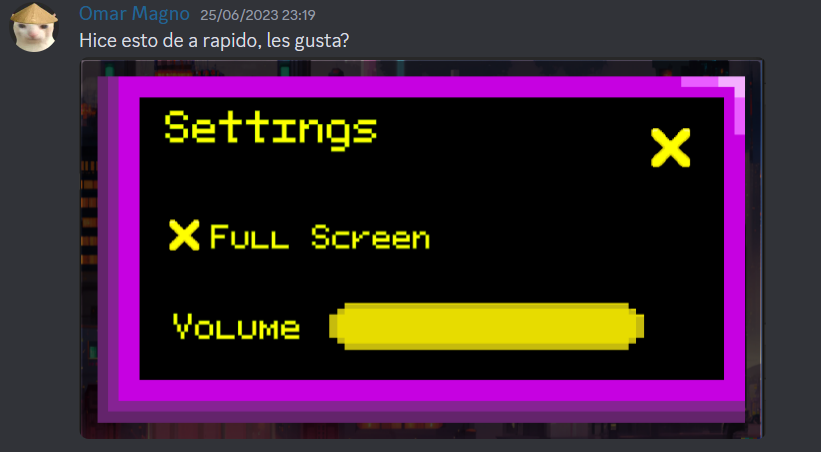 Omar Magno 25/06/2023 23:19
Hice esto de a rapido, les gusta?
Settings
Full Screen
Volume